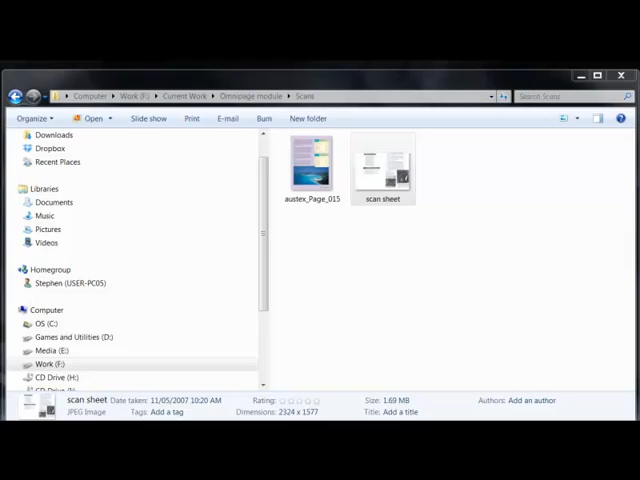 Computer ▸ Work (F:) ▸ Current Work ▸ Omnipage module ▸ Scans
Search Scans
Organize Open Slide show Print E-mail Burn New folder
Downloads
Dropbox
Recent Places
Libraries
Documents
Music
Pictures
Videos
Homegroup
Stephen (USER-PC05)
Computer
OS (C:)
Games and Utilities (D:)
Media (E:)
Work (F:)
CD Drive (H:)
austex_Page_015
scan sheet
scan sheet Date taken: 11/05/2007 10:20 AM Rating: Size: 1.69 MB Authors: Add an author
JPEG Image Tags: Add a tag Dimensions: 2324 x 1577 Title: Add a title